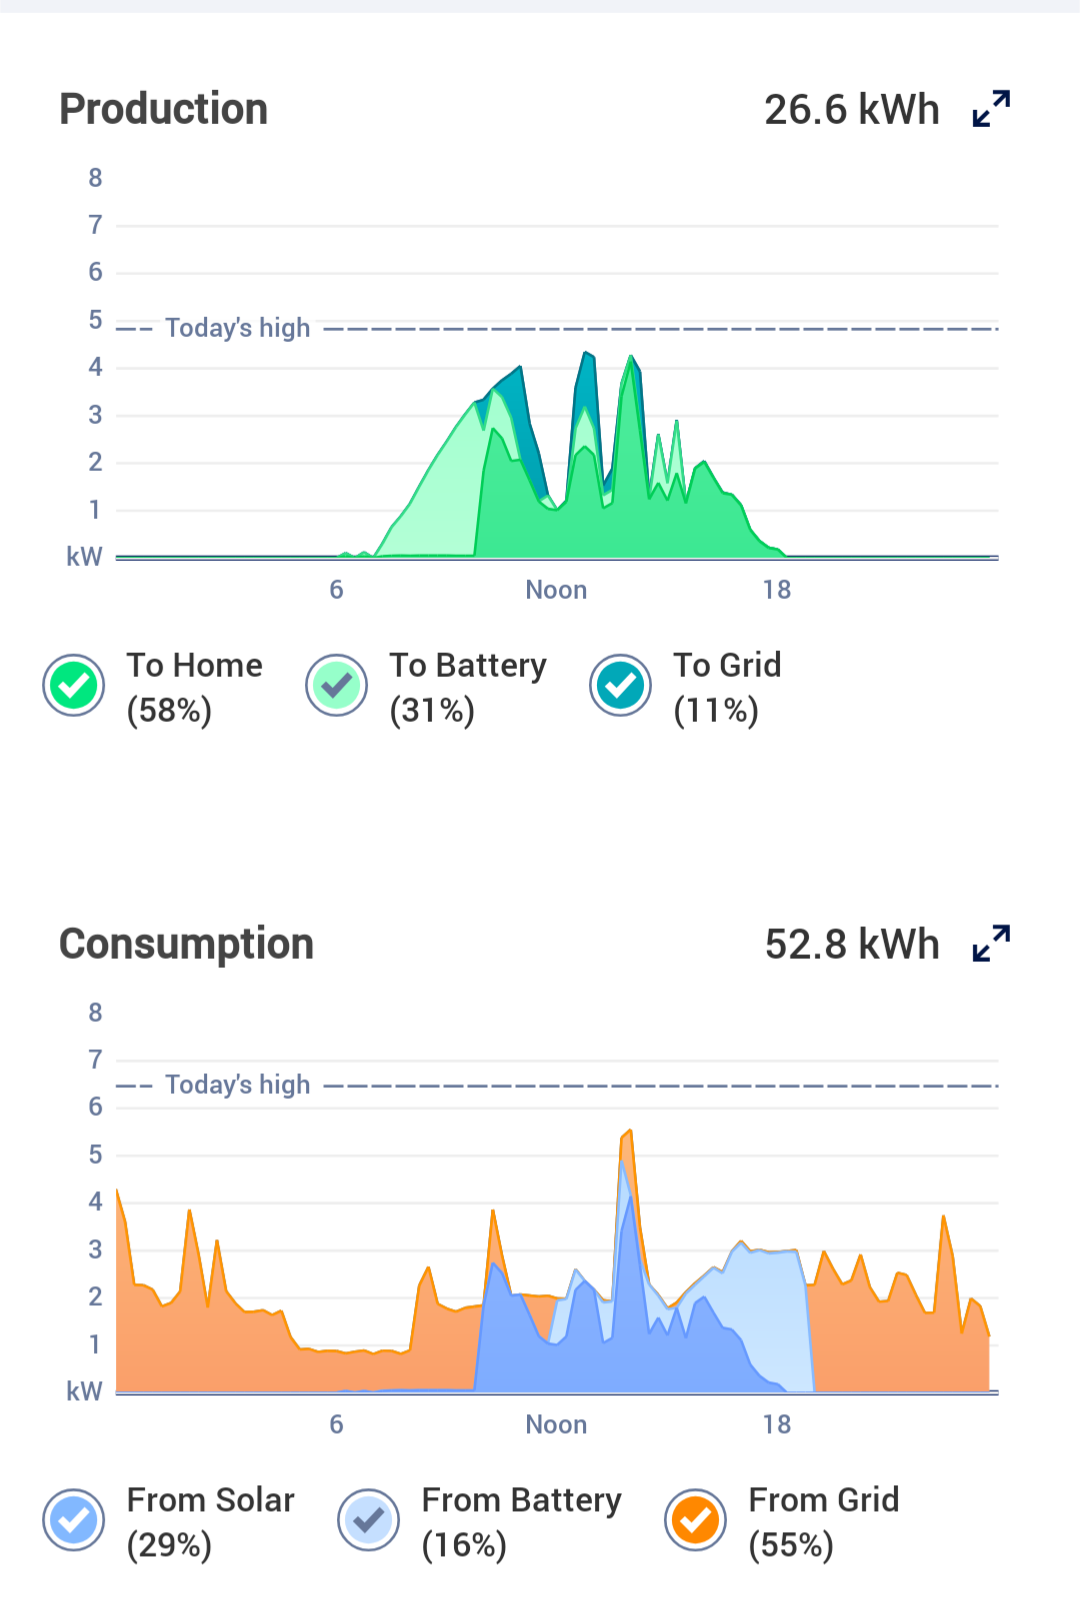 Production 26.6 kWh
8
7
6
5 Today's high
4
3
2
1
kW
6 Noon 18
To Home To Battery To Grid
(58%) (31%) (11%)
Consumption 52.8 kWh
8
7
Today's high
6
5
4
3
2
1
kW
6 Noon 18
From Solar From Battery From Grid
(29%) (16%) (55%)